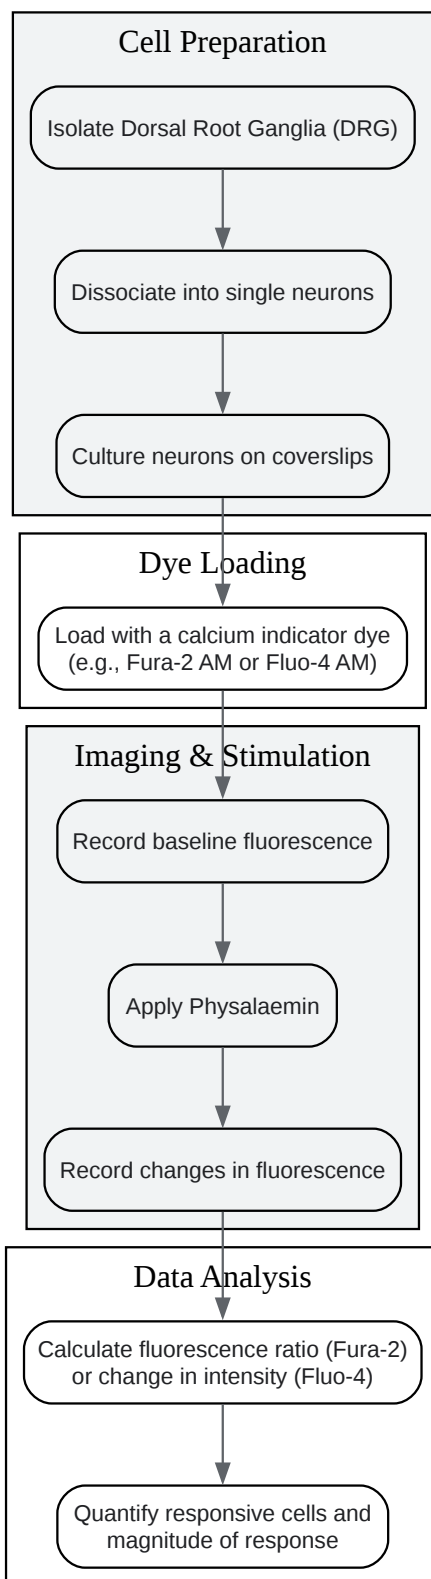 Cell Preparation
Isolate Dorsal Root Ganglia (DRG)
Dissociate into single neurons
Culture neurons on coverslips
Dye Loading
Load with a calcium indicator dye
(e.g., Fura-2 AM or Fluo-4 AM)
Imaging & Stimulation
Record baseline fluorescence
Apply Physalaemin
Record changes in fluorescence
Data Analysis
Calculate fluorescence ratio (Fura-2)
or change in intensity (Fluo-4)
Quantify responsive cells and
magnitude of response